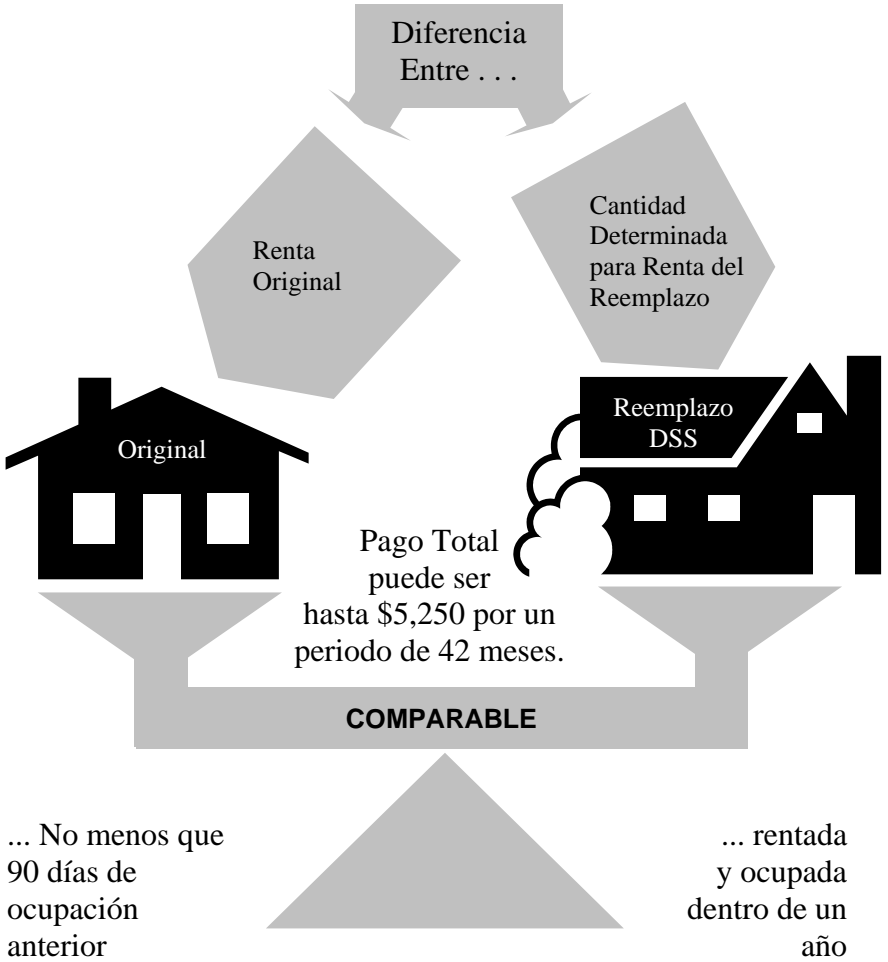 Diferencia
Entre . . .
Renta
Original
Cantidad
Determinada
para Renta del
Reemplazo
Original
Reemplazo
DSS
Pago Total
puede ser
hasta $5,250 por un
periodo de 42 meses.
COMPARABLE
... No menos que
90 días de
ocupación
anterior
... rentada
y ocupada
dentro de un
año